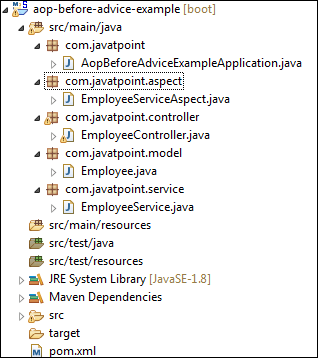 aop-before-advice-example [boot]
src/main/java
com.javatpoint
AopBeforeAdviceExampleApplication.java
com.javatpoint.aspect
EmployeeServiceAspect.java
com.javatpoint.controller
EmployeeController.java
com.javatpoint.model
Employee.java
com.javatpoint.service
EmployeeService.java
src/main/resources
src/test/java
src/test/resources
JRE System Library [JavaSE-1.8]
Maven Dependencies
src
target
pom.xml